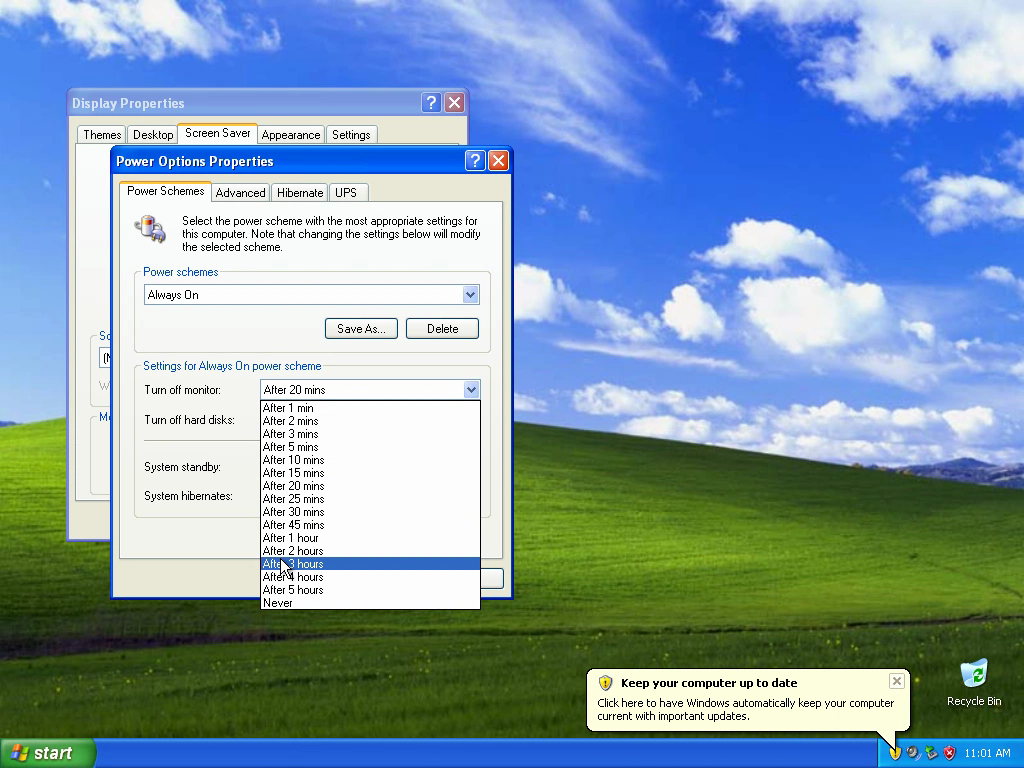 Display Properties
Themes
Desktop
Screen Saver
Appearance
Settings
Power Options Properties
Power Schemes
Advanced
Hibernate
UPS
Select the power scheme with the most appropriate settings for
this computer. Note that changing the settings below will modify
the selected scheme.
Power schemes
Always On
Save As...
Delete
Settings for Always On power scheme
Turn off monitor:
After 20 mins
Turn off hard disks:
System standby:
System hibernates:
After 1 min
After 2 mins
After 3 mins
After 5 mins
After 10 mins
After 15 mins
After 20 mins
After 25 mins
After 30 mins
After 45 mins
After 1 hour
After 2 hours
After 3 hours
After 4 hours
After 5 hours
Never
Keep your computer up to date
Click here to have Windows automatically keep your computer
current with important updates.
Recycle Bin
start
11:01 AM